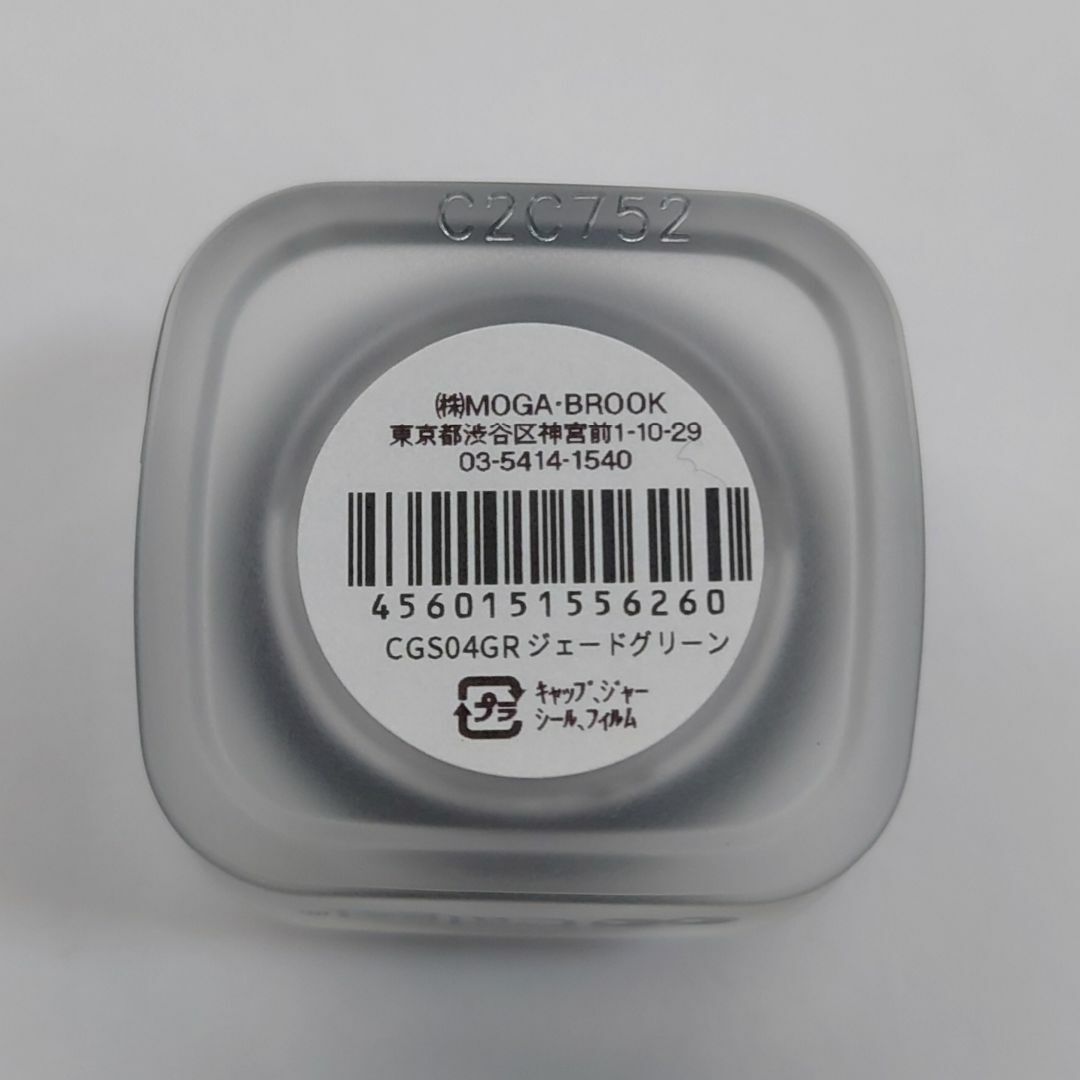 C2C752
㈱MOGA・BROOK
東京都渋谷区神宮前1-10-29
03-5414-1540
4560151556260
CGS04GR ジェードグリーン
プラ
キャップ、ジャー
シール、フィルム